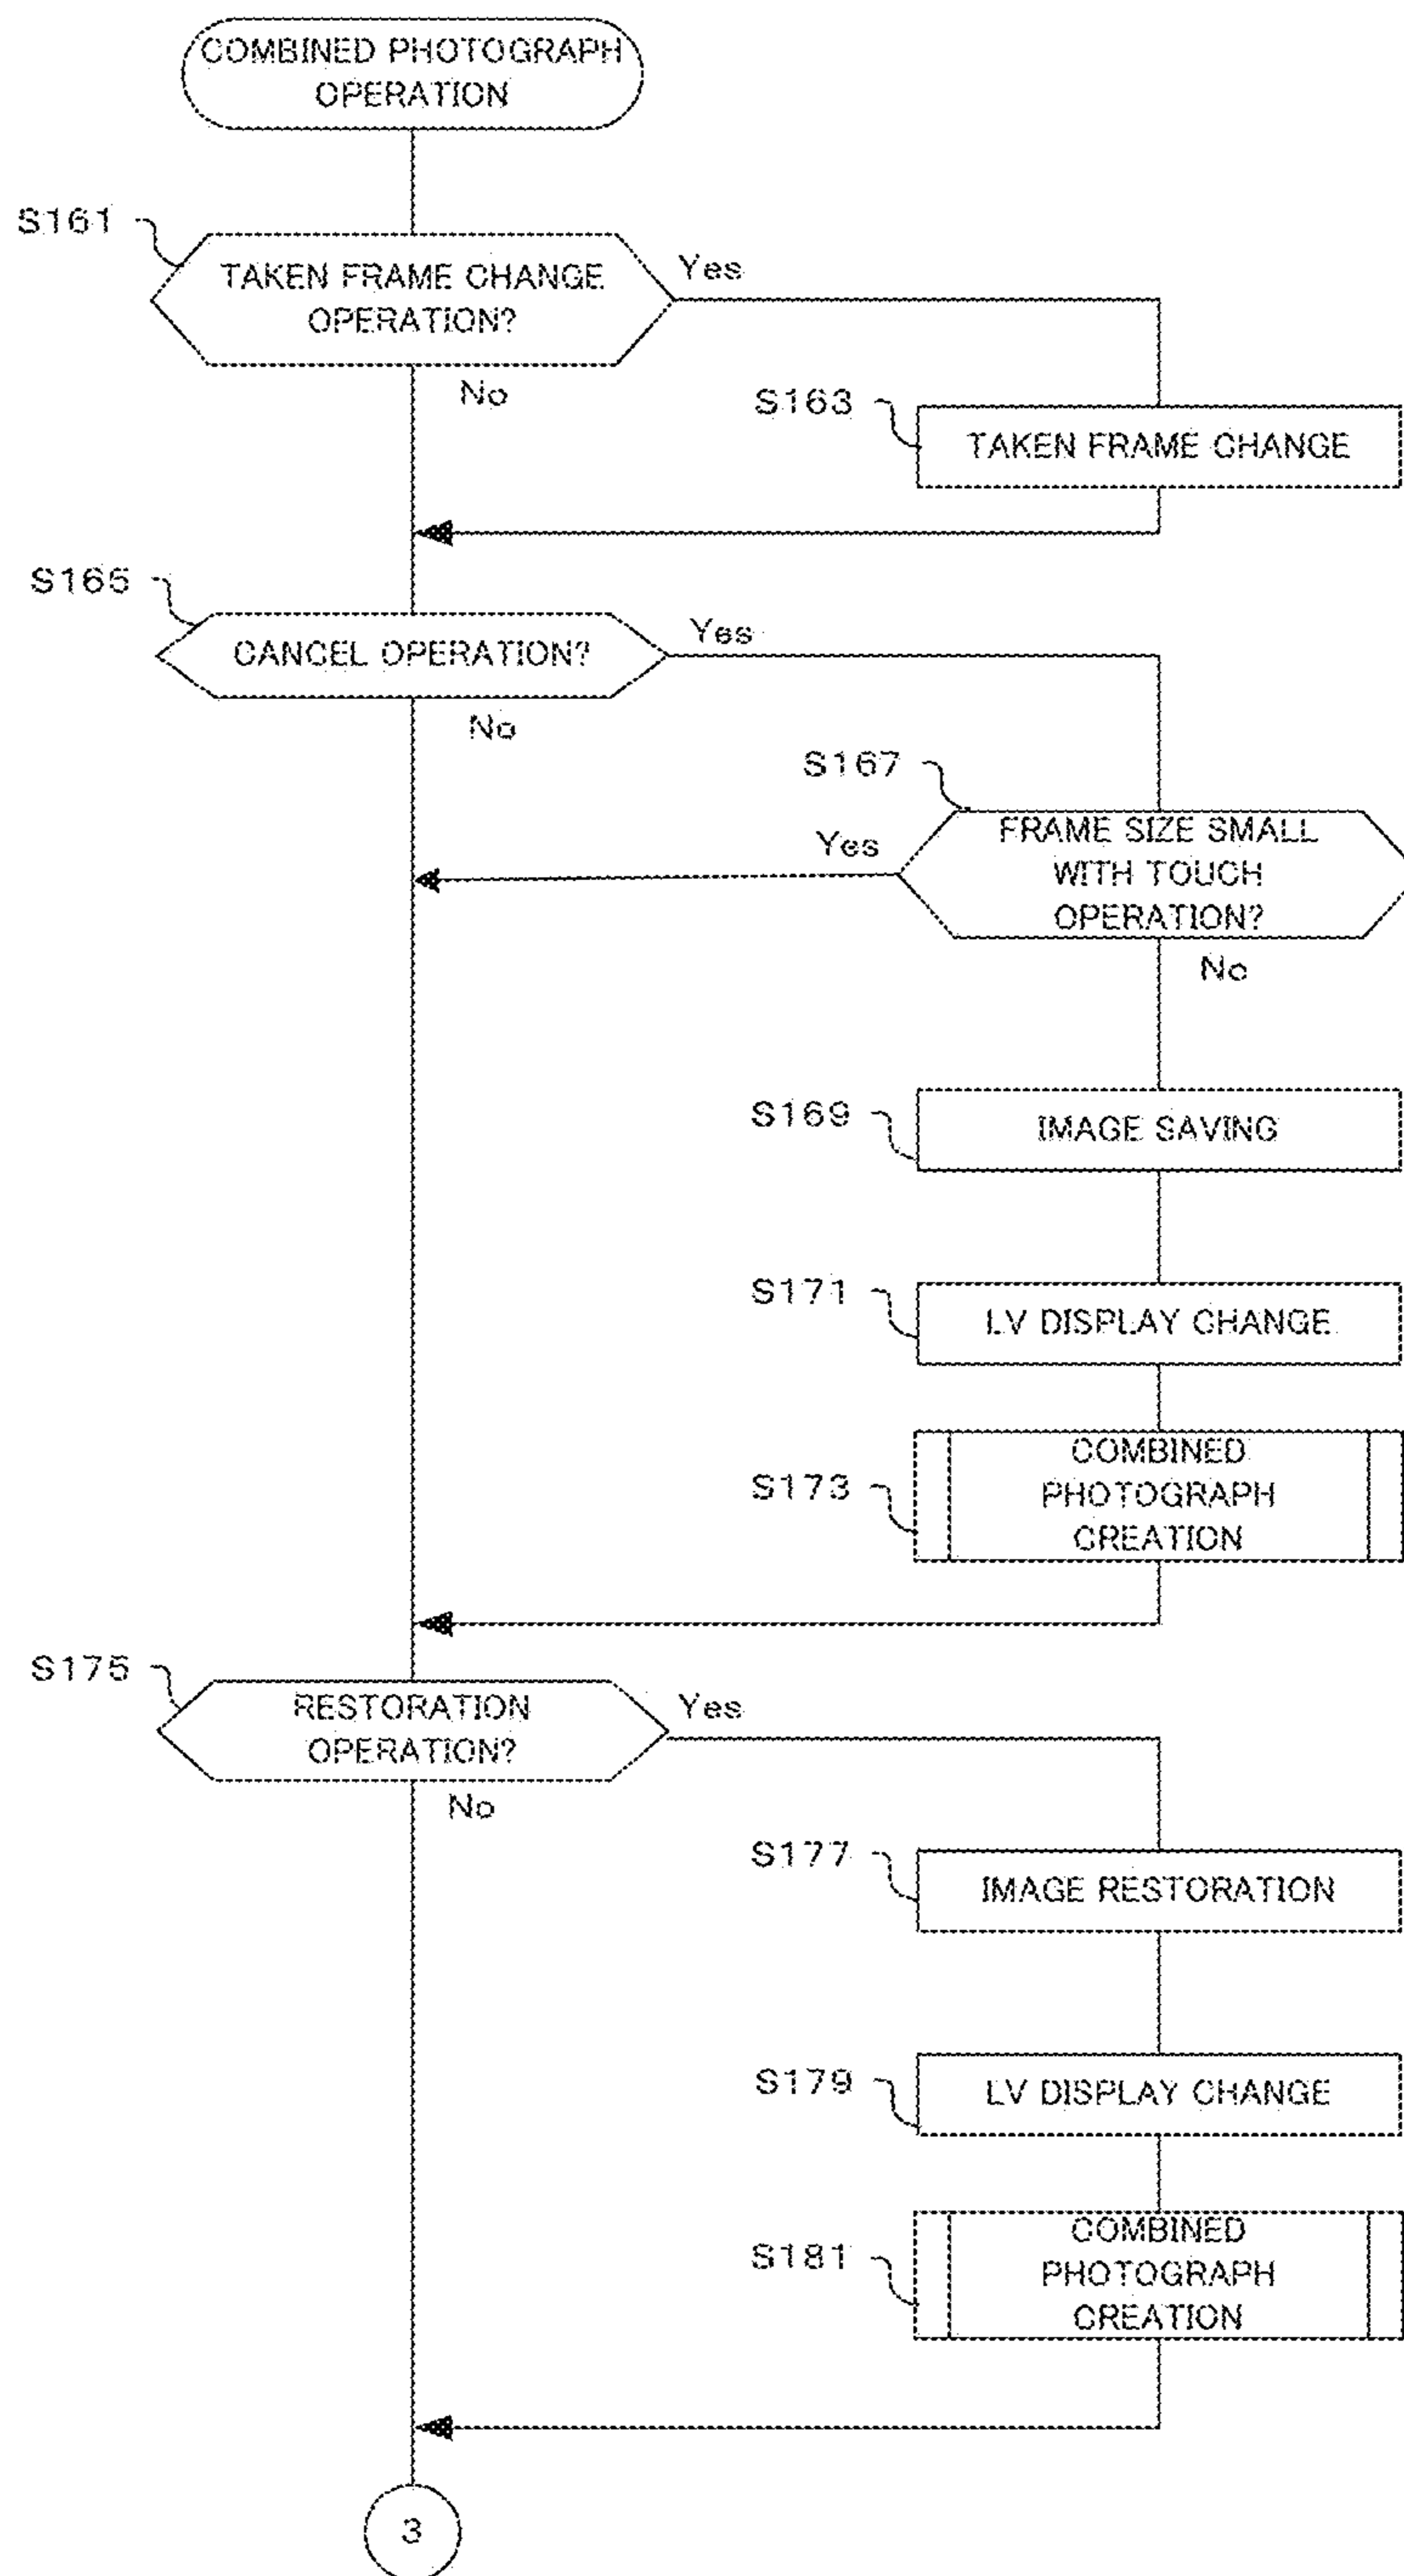 COMBINED PHOTOGRAPH
OPERATION
S161
TAKEN FRAME CHANGE
OPERATION?
Yes
No
S163
TAKEN FRAME CHANGE
S165
CANCEL OPERATION?
Yes
No
S167
FRAME SIZE SMALL
WITH TOUCH
OPERATION?
Yes
No
S169
IMAGE SAVING
S171
LV DISPLAY CHANGE
S173
COMBINED
PHOTOGRAPH
CREATION
S175
RESTORATION
OPERATION?
Yes
No
S177
IMAGE RESTORATION
S179
LV DISPLAY CHANGE
S181
COMBINED
PHOTOGRAPH
CREATION
3